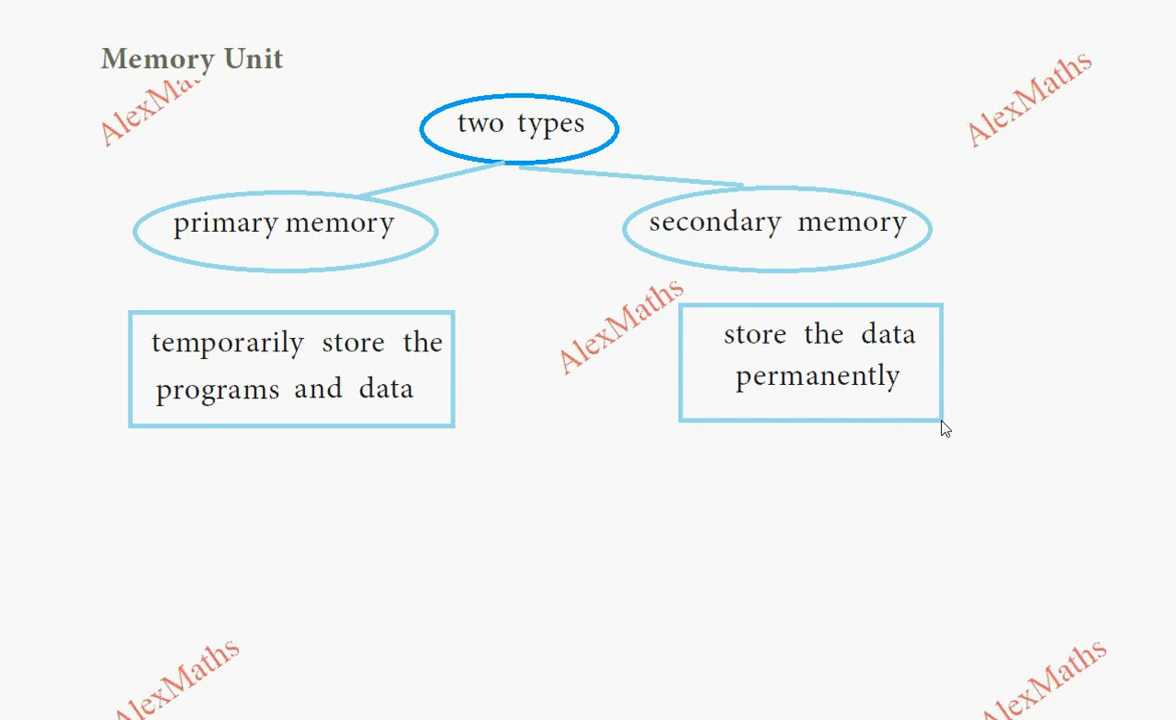 Memory Unit
AlexMaths
AlexMaths
two types
primary memory
secondary memory
AlexMaths
temporarily store the
programs and data
store the data
permanently
AlexMaths
AlexMaths